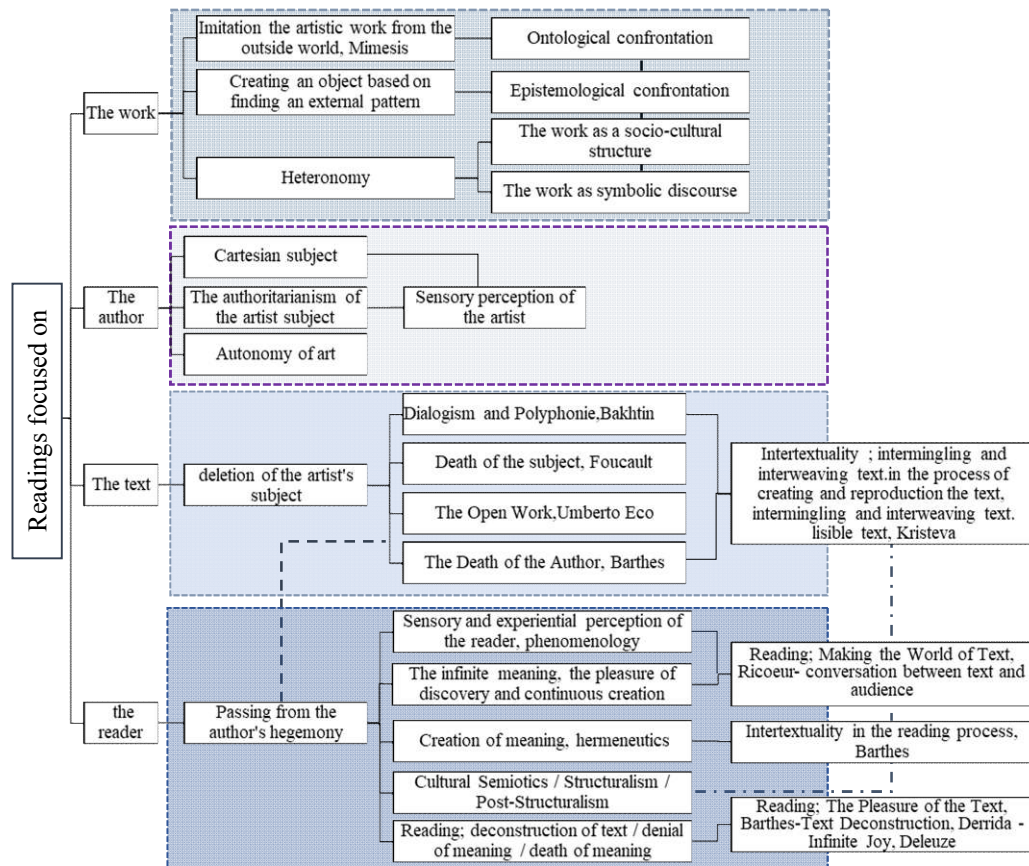 Readings focused on
The work
Imitation the artistic work from the
outside world, Mimesis
Ontological confrontation
Creating an object based on
finding an external pattern
Epistemological confrontation
Heteronomy
The work as a socio-cultural
structure
The work as symbolic discourse
The
author
Cartesian subject
The authoritarianism of
the artist subject
Sensory perception of
the artist
Autonomy of art
The text
deletion of the artist's
subject
Dialogism and Polyphonie,Bakhtin
Death of the subject, Foucault
The Open Work,Umberto Eco
The Death of the Author, Barthes
Intertextuality ; intermingling and
interweaving text.in the process of
creating and reproduction the text,
intermingling and interweaving text.
lisible text, Kristeva
the
reader
Passing from the
author's hegemony
Sensory and experiential perception of
the reader, phenomenology
The infinite meaning, the pleasure of
discovery and continuous creation
Reading; Making the World of Text,
Ricoeur- conversation between text and
audience
Creation of meaning, hermeneutics
Intertextuality in the reading process,
Barthes
Cultural Semiotics / Structuralism /
Post-Structuralism
Reading; deconstruction of text / denial
of meaning / death of meaning
Reading; The Pleasure of the Text,
Barthes-Text Deconstruction, Derrida -
Infinite Joy, Deleuze